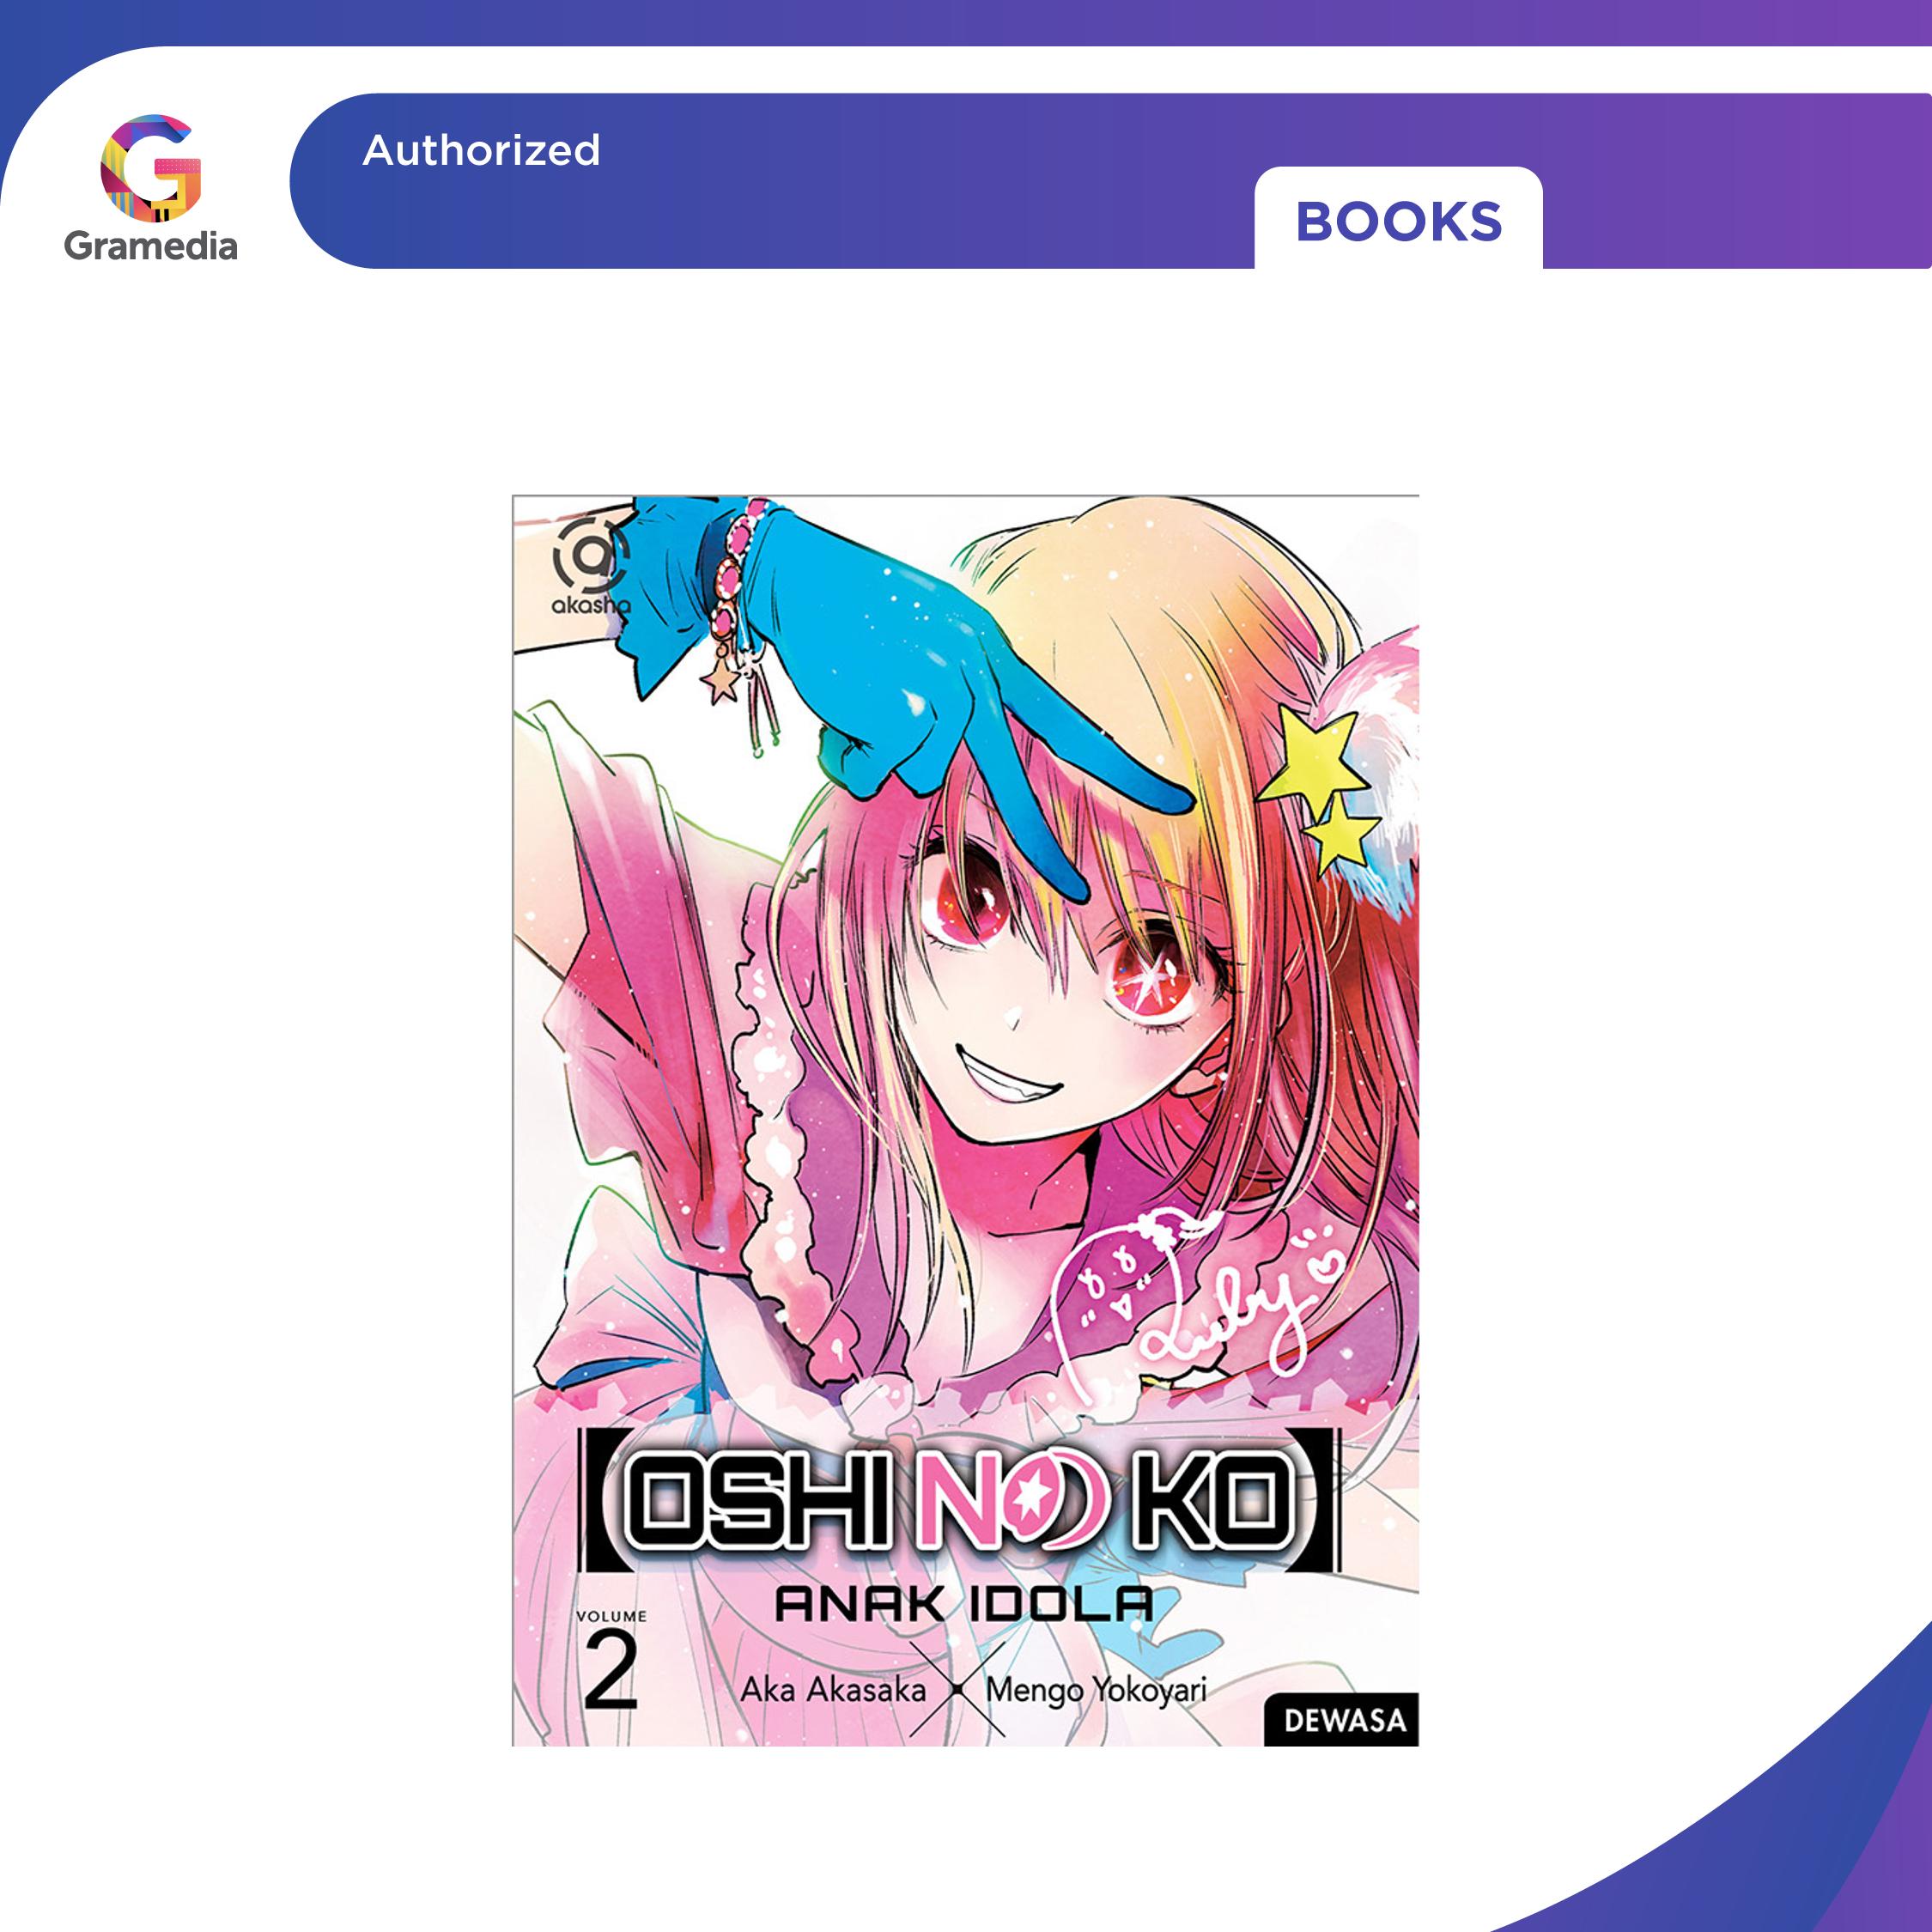 Gramedia
Authorized
BOOKS
akasha
Ruby
【OSHI NO KO】
ANAK IDOLA
VOLUME
2
Aka Akasaka × Mengo Yokoyari
DEWASA